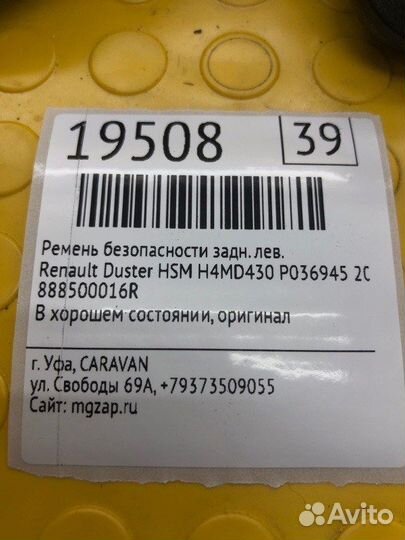 19508 39
Ремень безопасности задн. лев.
Renault Duster HSM H4MD430 P036945 2C
888500016R
В хорошем состоянии, оригинал
г. Уфа, CARAVAN
ул. Свободы 69А, +79373509055
Сайт: mgzap.ru
Avito